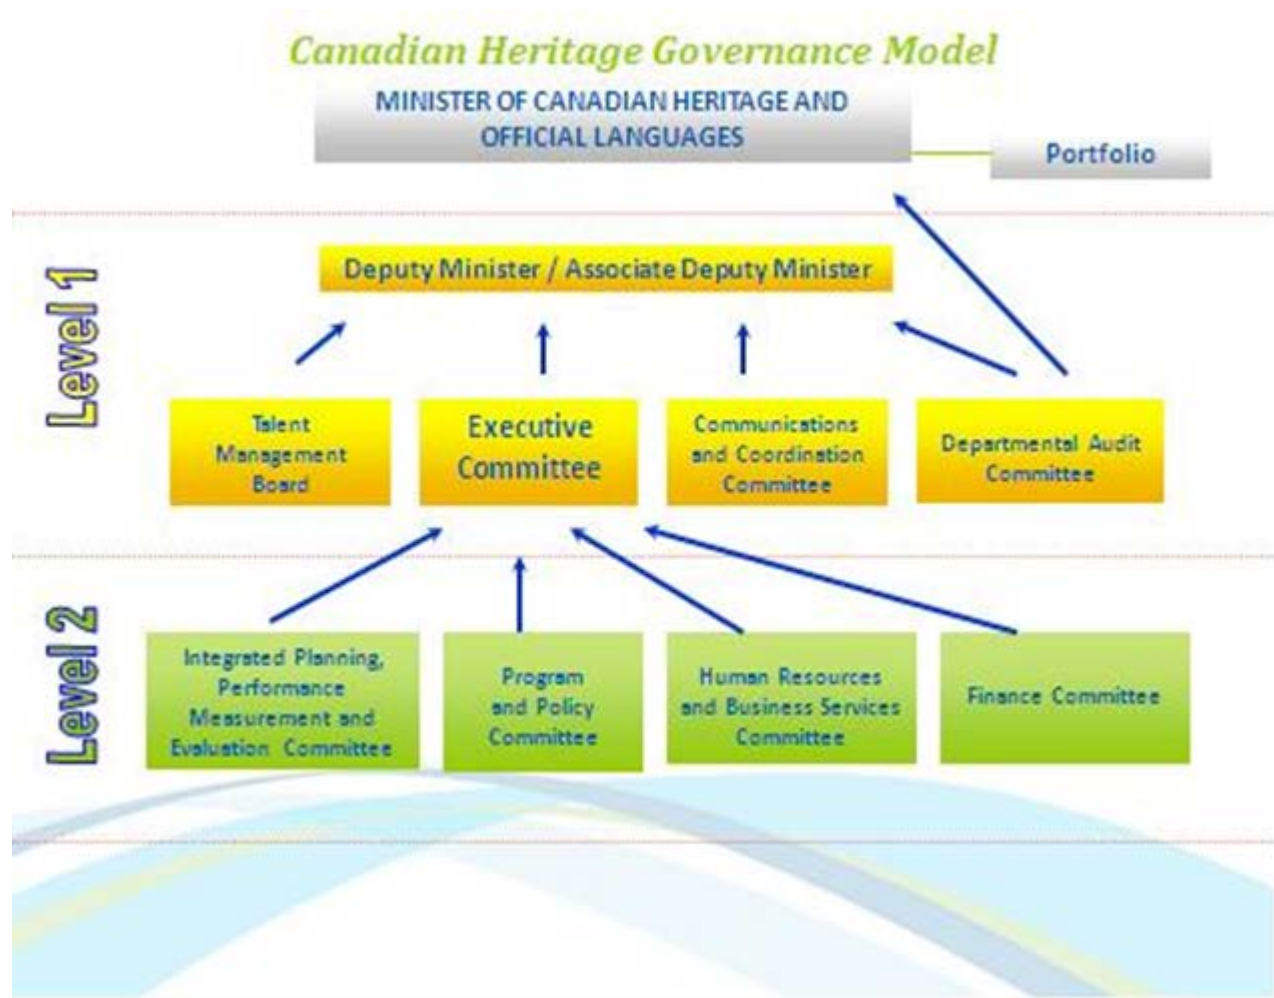 Canadian Heritage Governance Model
MINISTER OF CANADIAN HERITAGE AND
OFFICIAL LANGUAGES
Portfolio
Level 1
Deputy Minister / Associate Deputy Minister
Talent
Management
Board
Executive
Committee
Communications
and Coordination
Committee
Departmental Audit
Committee
Level 2
Integrated Planning,
Performance
Measurement and
Evaluation Committee
Program
and Policy
Committee
Human Resources
and Business Services
Committee
Finance Committee